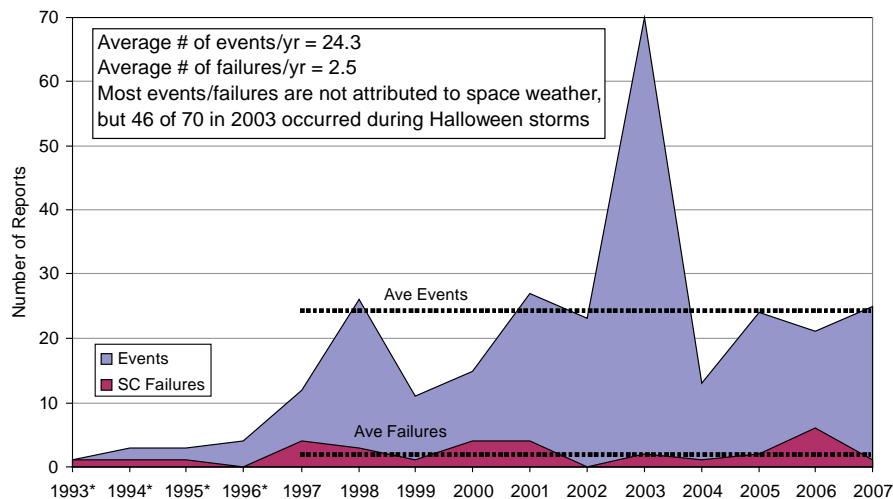 70
Average # of events/yr = 24.3
Average # of failures/yr = 2.5
Most events/failures are not attributed to space weather,
but 46 of 70 in 2003 occurred during Halloween storms
60
50
40
30
20
10
0
Number of Reports
Ave Events
Events
SC Failures
Ave Failures
1993* 1994* 1995* 1996* 1997 1998 1999 2000 2001 2002 2003 2004 2005 2006 2007